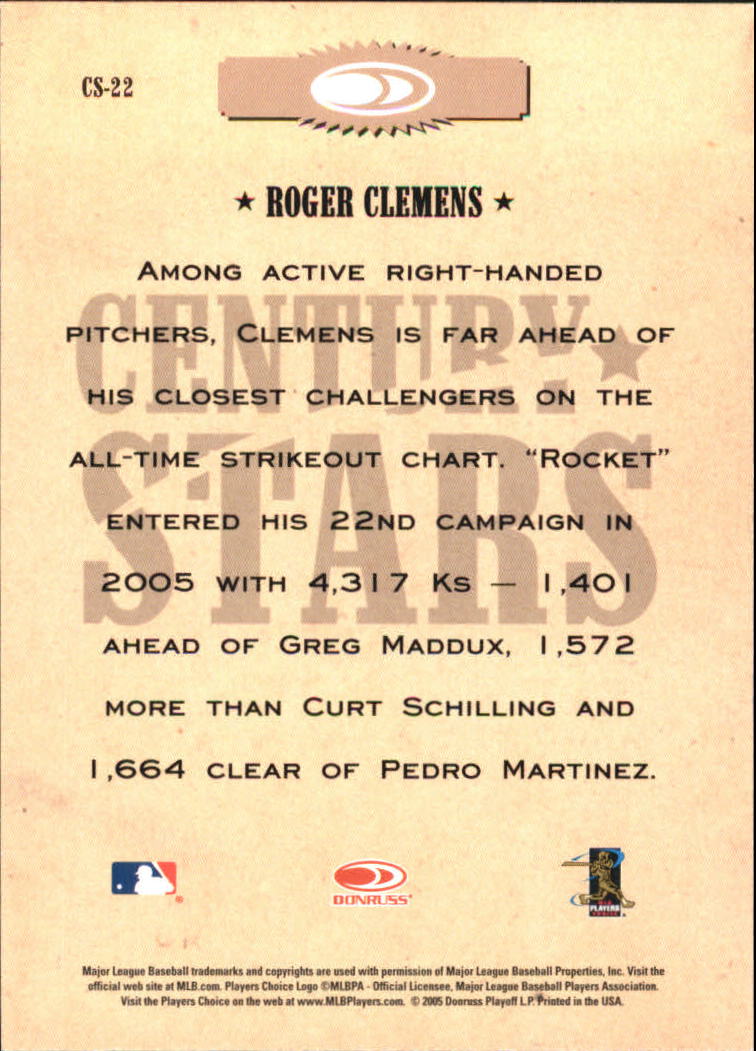 CS-22
★ ROGER CLEMENS ★
AMONG ACTIVE RIGHT-HANDED
PITCHERS, CLEMENS IS FAR AHEAD OF
HIS CLOSEST CHALLENGERS ON THE
ALL-TIME STRIKEOUT CHART. “ROCKET”
ENTERED HIS 22ND CAMPAIGN IN
2005 WITH 4,317 KS — 1,401
AHEAD OF GREG MADDUX, 1,572
MORE THAN CURT SCHILLING AND
1,664 CLEAR OF PEDRO MARTINEZ.
CENTURY★
STARS
DONRUSS®
PLAYERS
CHOICE
Major League Baseball trademarks and copyrights are used with permission of Major League Baseball Properties, Inc. Visit the
official web site at MLB.com. Players Choice Logo ©MLBPA - Official Licensee, Major League Baseball Players Association.
Visit the Players Choice on the web at www.MLBPlayers.com. © 2005 Donruss Playoff L.P. Printed in the USA.